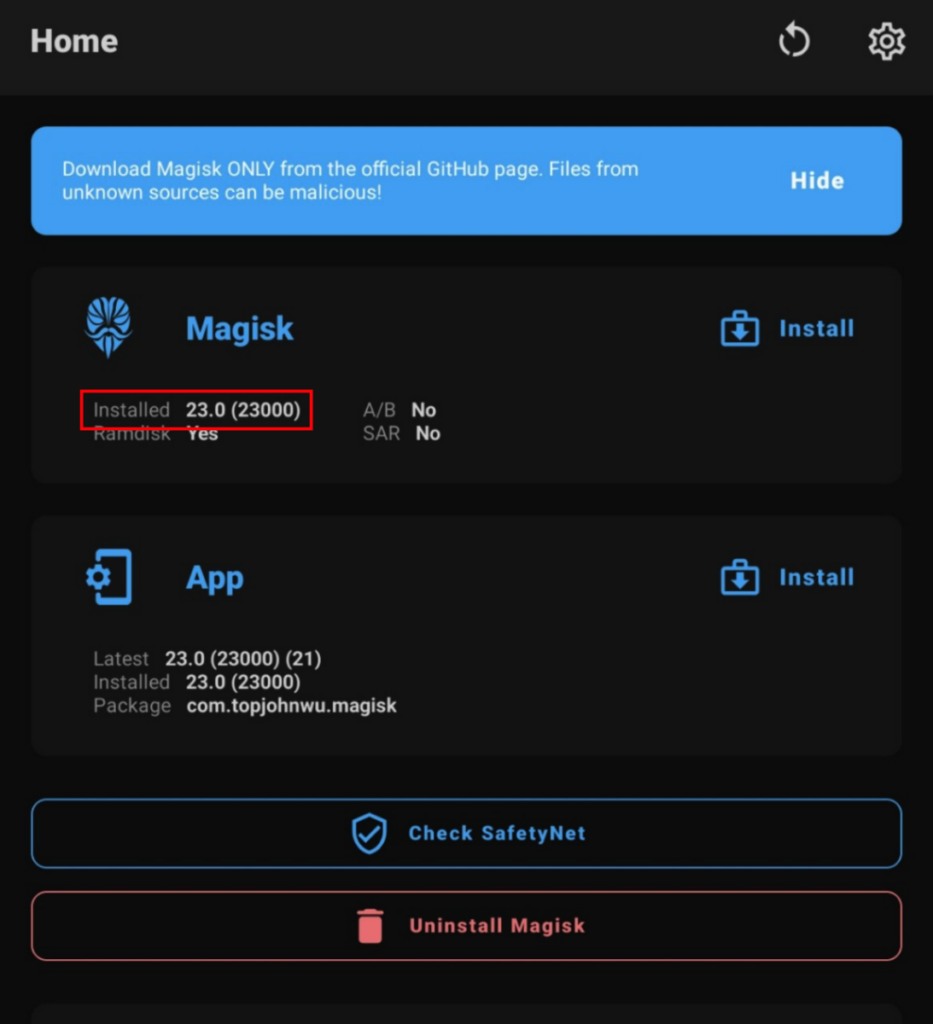 Home
Download Magisk ONLY from the official GitHub page. Files from
unknown sources can be malicious!
Hide
Magisk
Install
Installed 23.0 (23000)
A/B No
Ramdisk Yes
SAR No
App
Install
Latest 23.0 (23000) (21)
Installed 23.0 (23000)
Package com.topjohnwu.magisk
Check SafetyNet
Uninstall Magisk